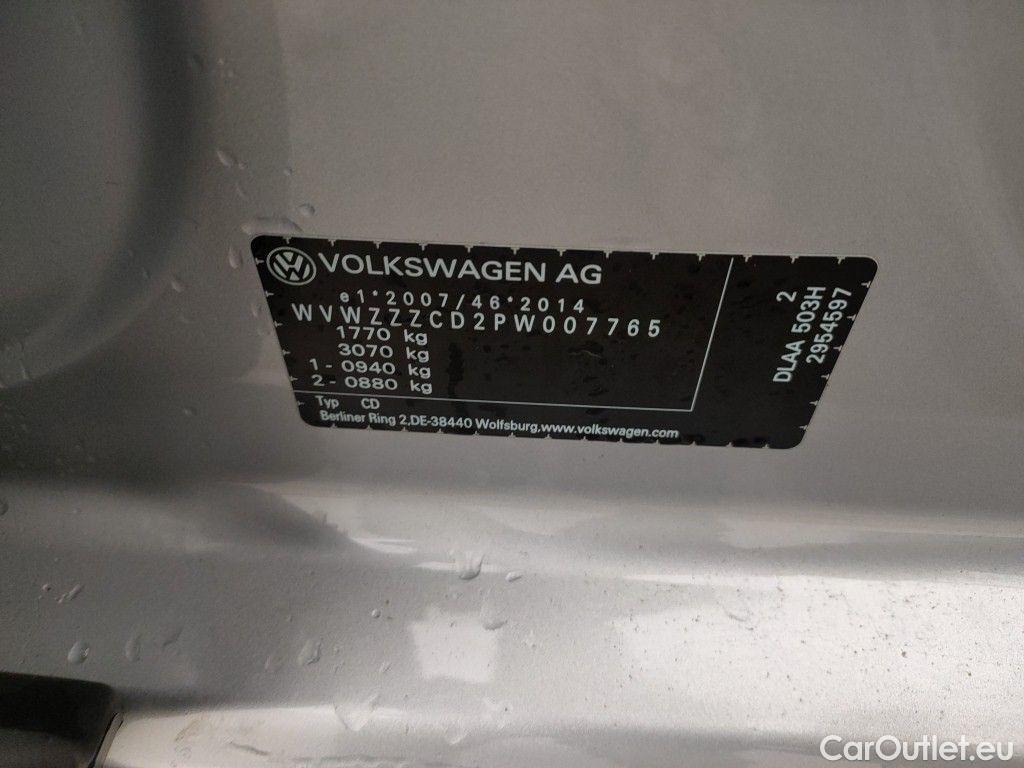 VOLKSWAGEN AG
e1*2007/46*2014
WVWZZZCD2PW007765
1770 kg
3070 kg
1 - 0940 kg
2 - 0880 kg
Typ CD
Berliner Ring 2,DE-38440 Wolfsburg,www.volkswagen.com
2
DLAA 503H
2954597
CarOutlet.eu